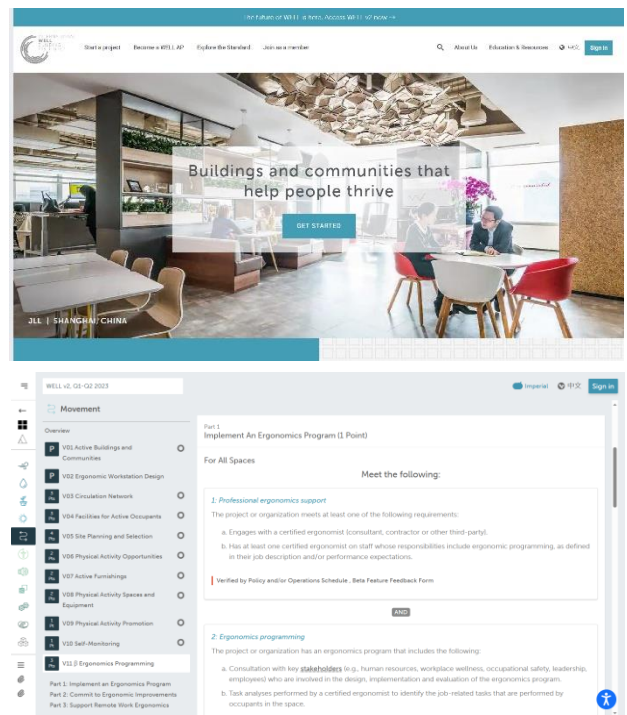 The future of WELL is here. Access WELL v2 now →
WELL
Start a project Become a WELL AP Explore the Standard Join as a member About Us Education & Resources 中文 Sign in
Buildings and communities that
help people thrive
GET STARTED
JLL | SHANGHAI, CHINA
WELL v2, Q1-Q2 2023 Imperial 中文 Sign in
Movement
Overview
P V01 Active Buildings and
Communities
P V02 Ergonomic Workstation Design
V03 Circulation Network
V04 Facilities for Active Occupants
V05 Site Planning and Selection
V06 Physical Activity Opportunities
V07 Active Furnishings
V08 Physical Activity Spaces and
Equipment
V09 Physical Activity Promotion
V10 Self-Monitoring
V11 β Ergonomics Programming
Part 1: Implement an Ergonomics Program
Part 2: Commit to Ergonomic Improvements
Part 3: Support Remote Work Ergonomics
Part 1
Implement An Ergonomics Program (1 Point)
For All Spaces
Meet the following:
1: Professional ergonomics support
The project or organization meets at least one of the following requirements:
a. Engages with a certified ergonomist (consultant, contractor or other third-party).
b. Has at least one certified ergonomist on staff whose responsibilities include ergonomic programming, as defined
in their job description and/or performance expectations.
Verified by Policy and/or Operations Schedule , Beta Feature Feedback Form
AND
2: Ergonomics programming
The project or organization has an ergonomics program that includes the following:
a. Consultation with key stakeholders (e.g., human resources, workplace wellness, occupational safety, leadership,
employees) who are involved in the design, implementation and evaluation of the ergonomics program.
b. Task analyses performed by a certified ergonomist to identify the job-related tasks that are performed by
occupants in the space.